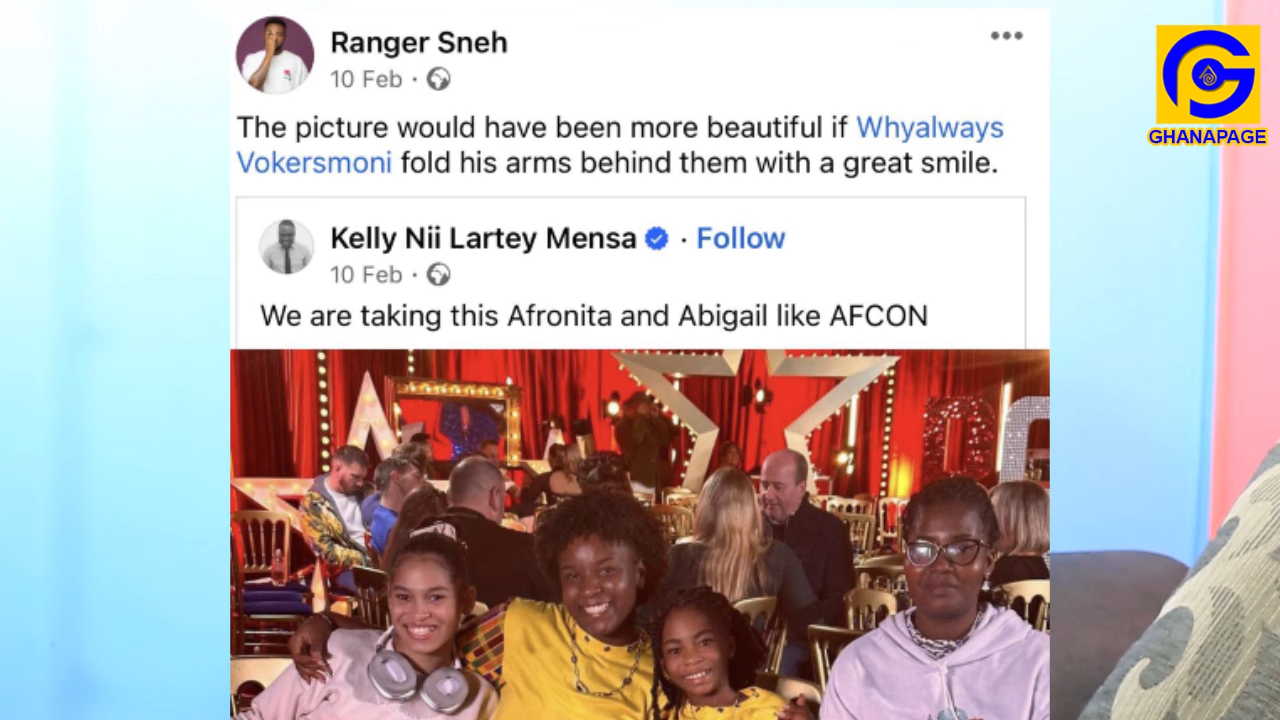 Ranger Sneh
10 Feb ·
The picture would have been more beautiful if Whyalways
Vokersmoni fold his arms behind them with a great smile.
Kelly Nii Lartey Mensa · Follow
10 Feb ·
We are taking this Afronita and Abigail like AFCON
GHANAPAGE